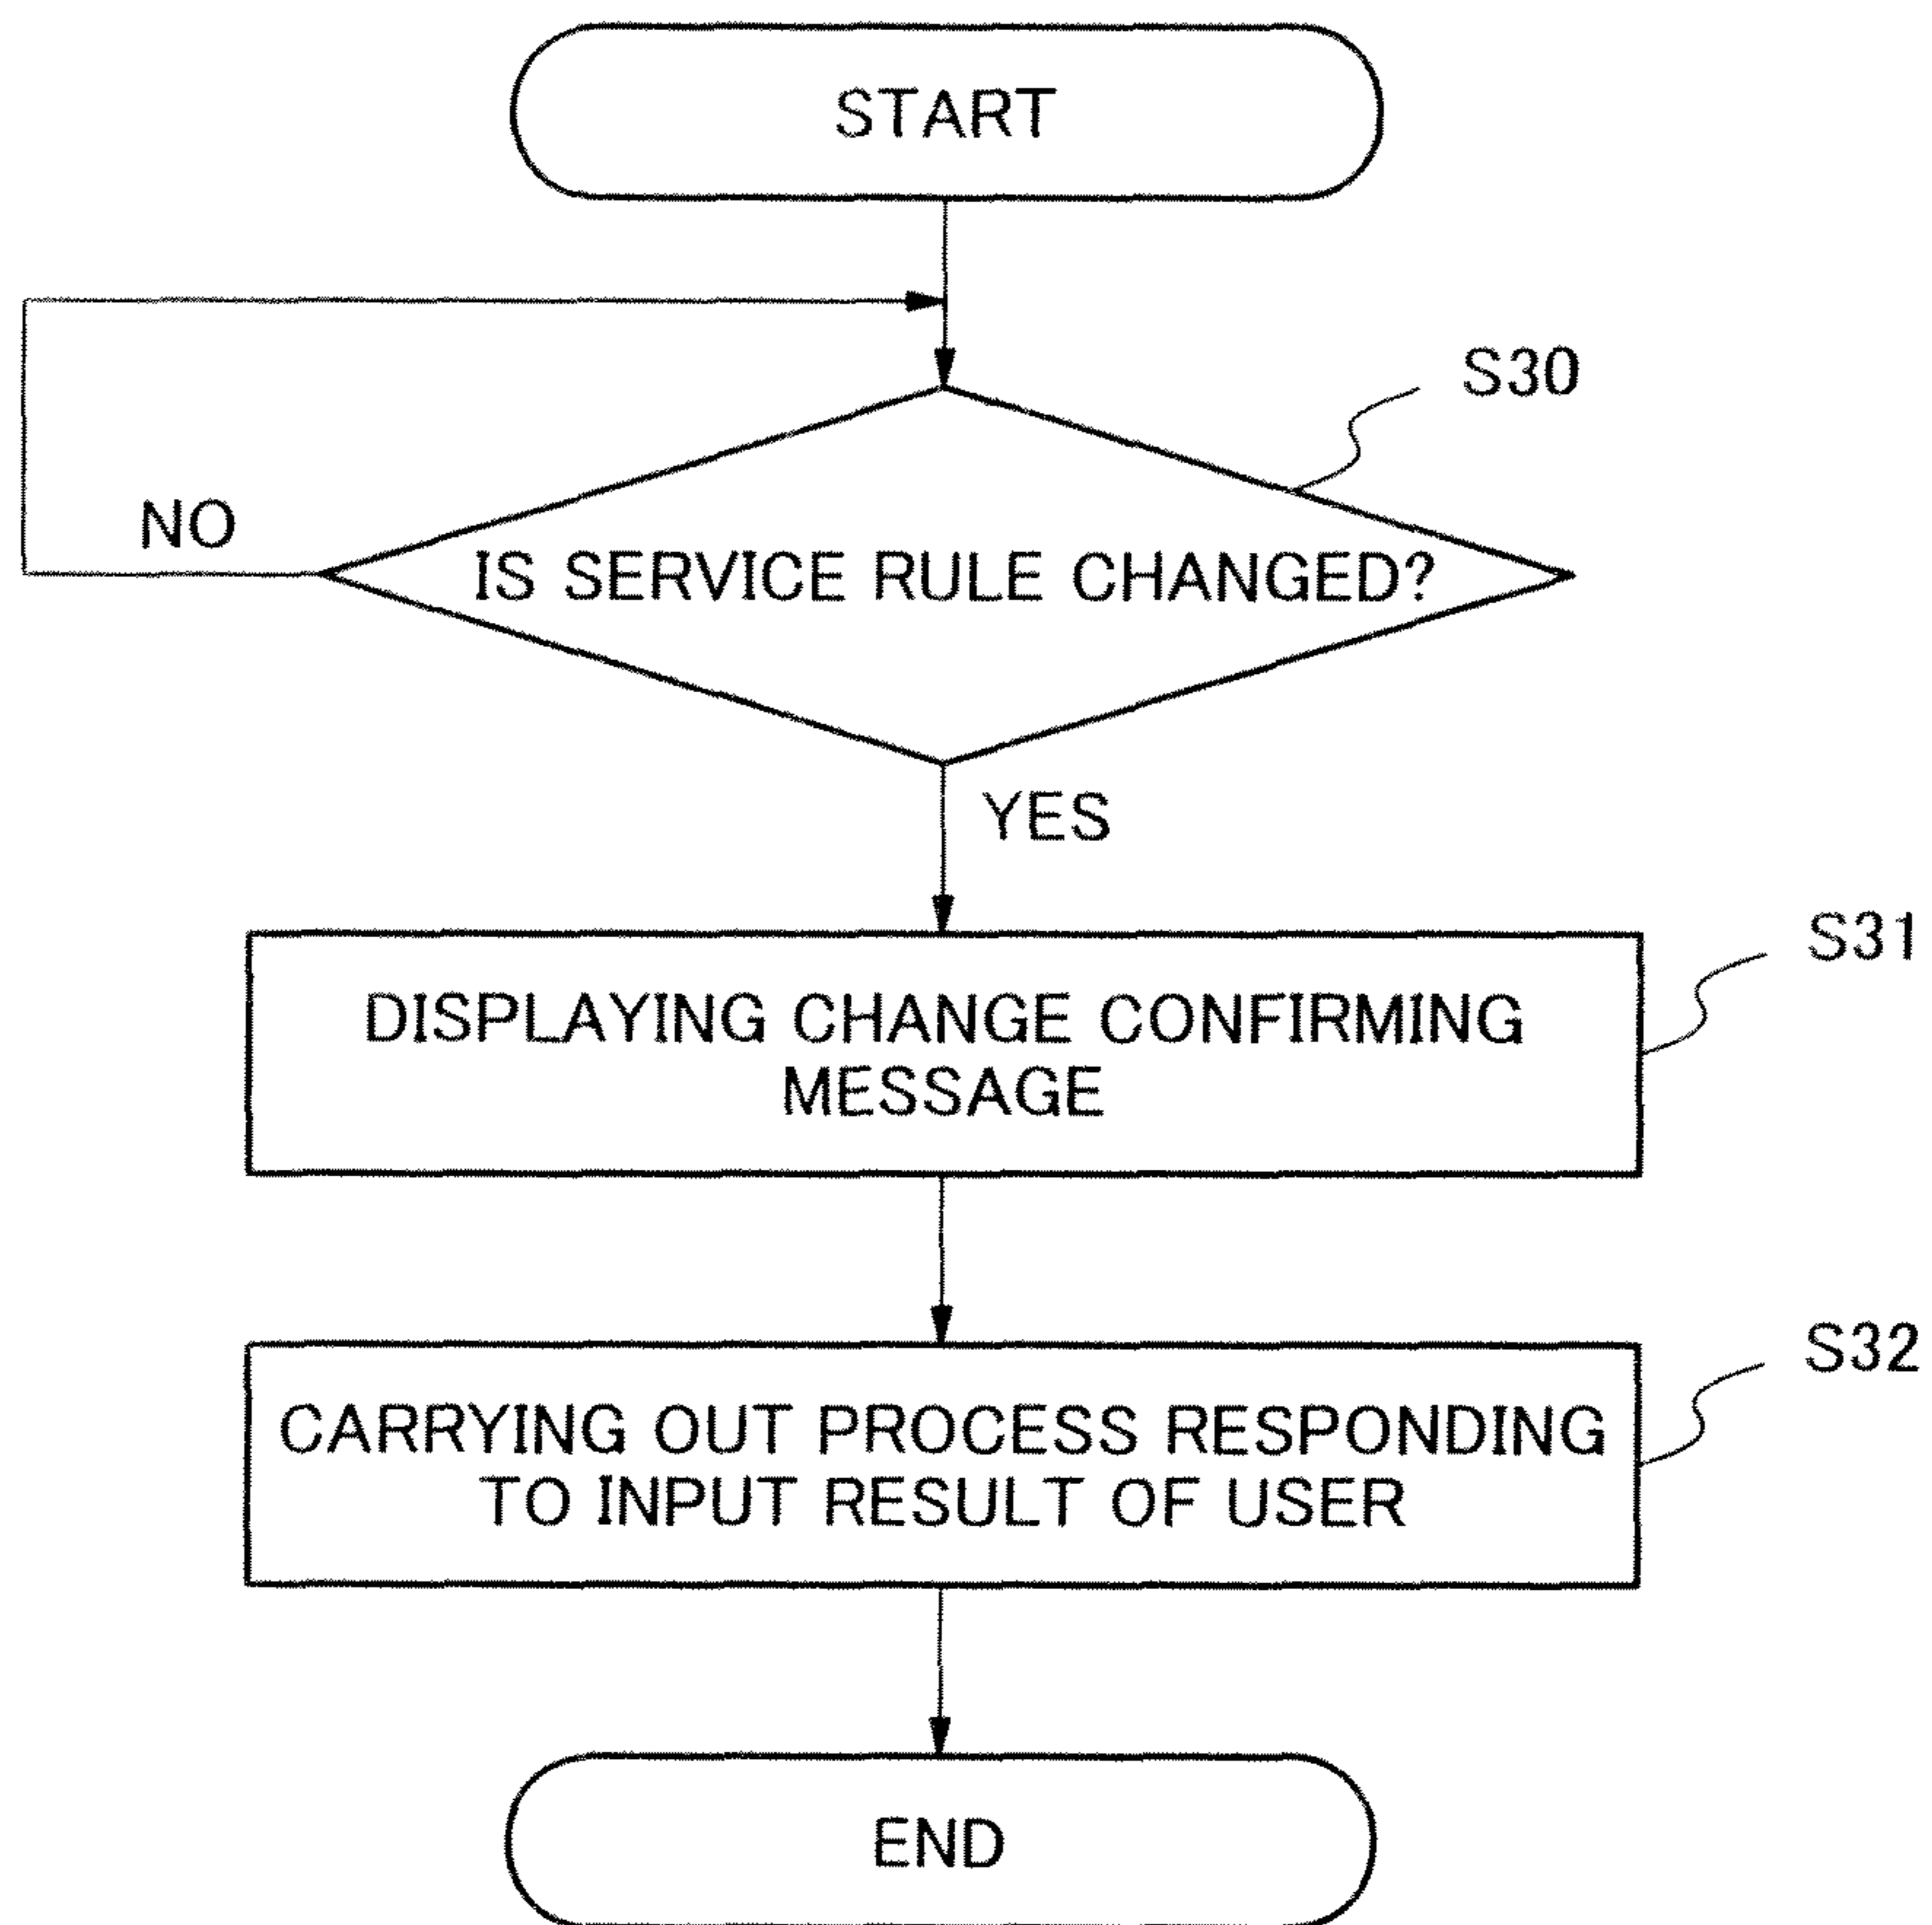 START
S30
NO
IS SERVICE RULE CHANGED?
YES
S31
DISPLAYING CHANGE CONFIRMING
MESSAGE
S32
CARRYING OUT PROCESS RESPONDING
TO INPUT RESULT OF USER
END